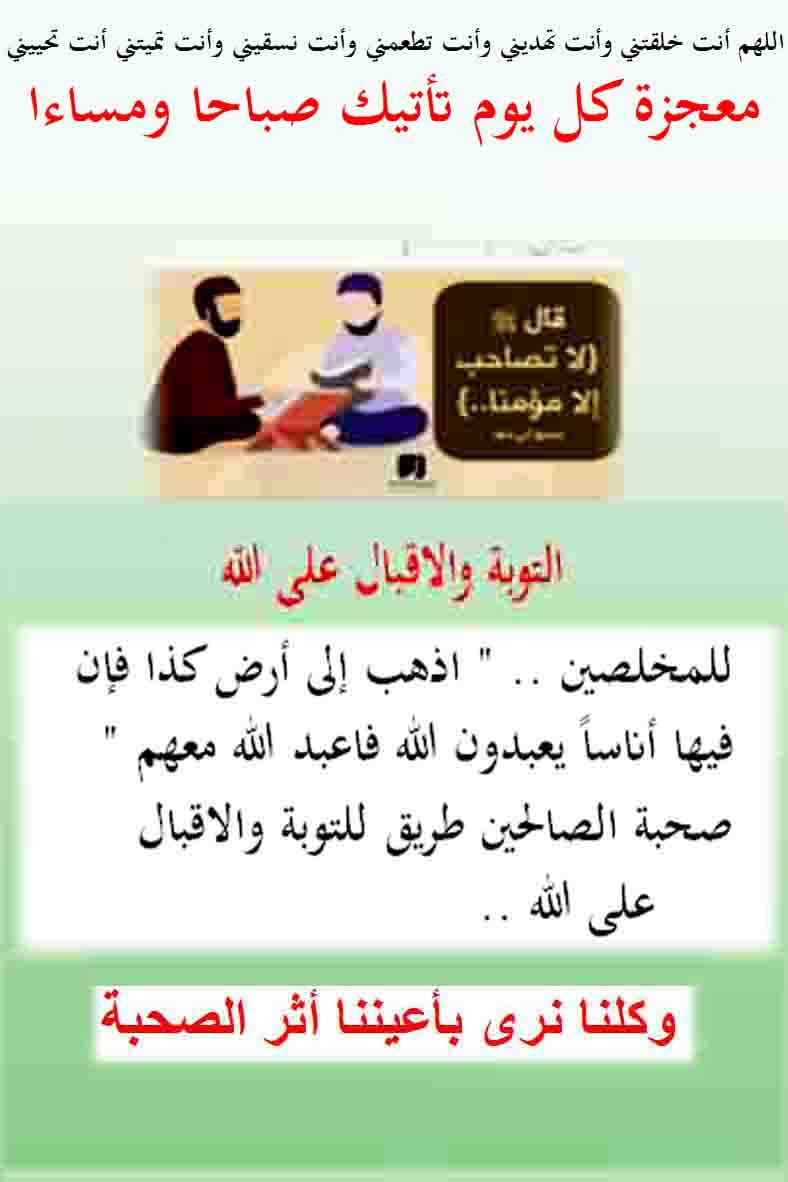 اللهم أنت خلقتني وأنت تهديني وأنت تطعمني وأنت نسقيني وأنت تميتني أنت تحييني
معجزة كل يوم تأتيك صباحا ومساءا
قال ﷺ
(لا تصاحب
إلا مؤمنا..)
التوبة والاقبال على الله
للمخلصين .. " اذهب إلى أرض كذا فإن
فيها أناساً يعبدون الله فاعبد الله معهم "
صحبة الصالحين طريق للتوبة والاقبال
على الله ..
وكلنا نرى بأعيننا أثر الصحبة